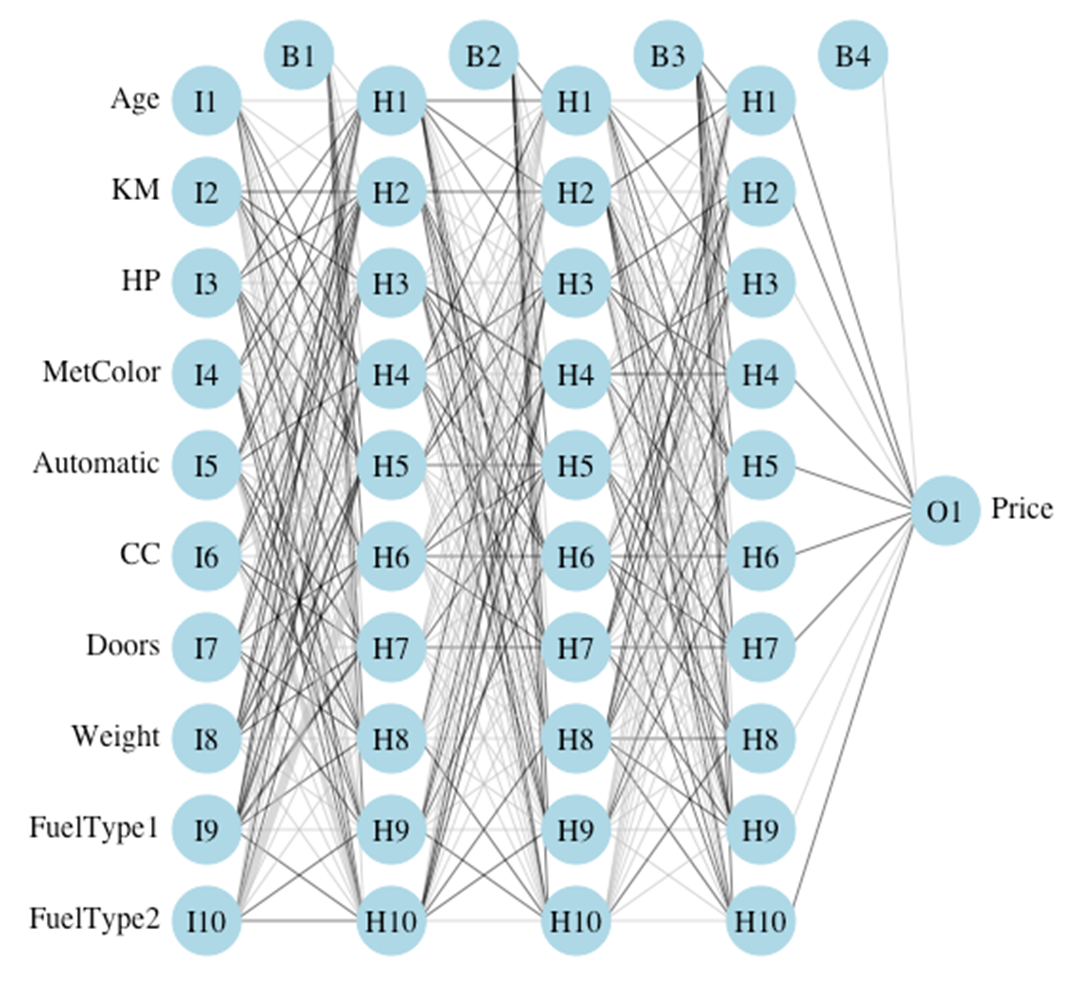 B1 B2 B3 B4
Age I1 H1 H1 H1
KM I2 H2 H2 H2
HP I3 H3 H3 H3
MetColor I4 H4 H4 H4
Automatic I5 H5 H5 H5
O1 Price
CC I6 H6 H6 H6
Doors I7 H7 H7 H7
Weight I8 H8 H8 H8
FuelType1 I9 H9 H9 H9
FuelType2 I10 H10 H10 H10